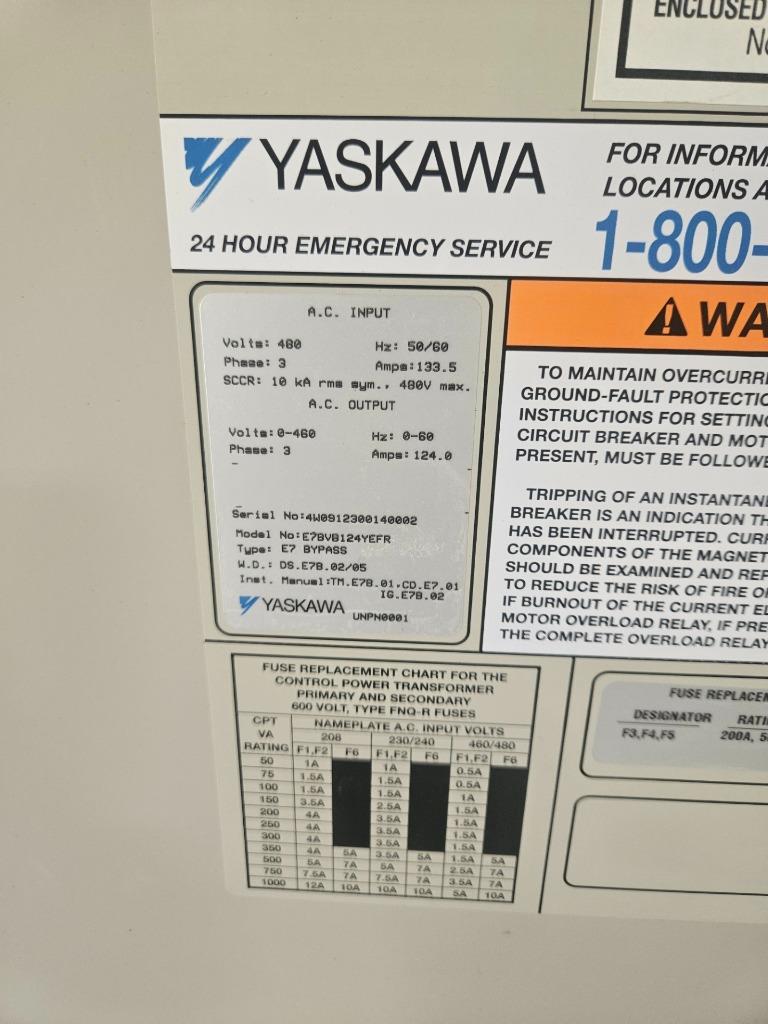 ENCLOSED
YASKAWA
24 HOUR EMERGENCY SERVICE
FOR INFORMA
LOCATIONS A
1-800-
A.C. INPUT
Volts: 480 Hz: 50/60
Phase: 3 Amps:133.5
SCCR: 10 kA rms sym., 480V max.
A.C. OUTPUT
Volts:0-460 Hz: 0-60
Phase: 3 Amps: 124.0
Serial No:4W0912300140002
Model No:E7BVB124YEFR
Type: E7 BYPASS
W.D.: DS.E7B.02/05
Inst. Manual:TM.E7B.01,CD.E7.01
IG.E7B.02
YASKAWA
UNPN0001
WA
TO MAINTAIN OVERCURRE
GROUND-FAULT PROTECTIO
INSTRUCTIONS FOR SETTING
CIRCUIT BREAKER AND MOT
PRESENT, MUST BE FOLLOWE
TRIPPING OF AN INSTANTAN
BREAKER IS AN INDICATION TH
HAS BEEN INTERRUPTED. CURR
COMPONENTS OF THE MAGNET
SHOULD BE EXAMINED AND REP
TO REDUCE THE RISK OF FIRE O
IF BURNOUT OF THE CURRENT EL
MOTOR OVERLOAD RELAY, IF PRE
THE COMPLETE OVERLOAD RELAY
FUSE REPLACEMENT CHART FOR THE
CONTROL POWER TRANSFORMER
PRIMARY AND SECONDARY
600 VOLT, TYPE FNQ-R FUSES
CPT VA RATING NAMEPLATE A.C. INPUT VOLTS
208 230/240 460/480
F1,F2 F6 F1,F2 F6 F1,F2 F6
50 1A 1A 0.5A
75 1.5A 1.5A 0.5A
100 1.5A 1.5A 1A
150 3.5A 2.5A 1.5A
200 4A 3.5A 1.5A
250 4A 3.5A 1.5A
300 4A 3.5A 1.5A
350 4A 5A 3.5A 5A 1.5A 5A
500 5A 7A 5A 7A 2.5A 7A
750 7.5A 7A 7.5A 7A 3.5A 7A
1000 12A 10A 10A 10A 5A 10A
FUSE REPLACEM
DESIGNATOR RATI
F3,F4,F5 200A,